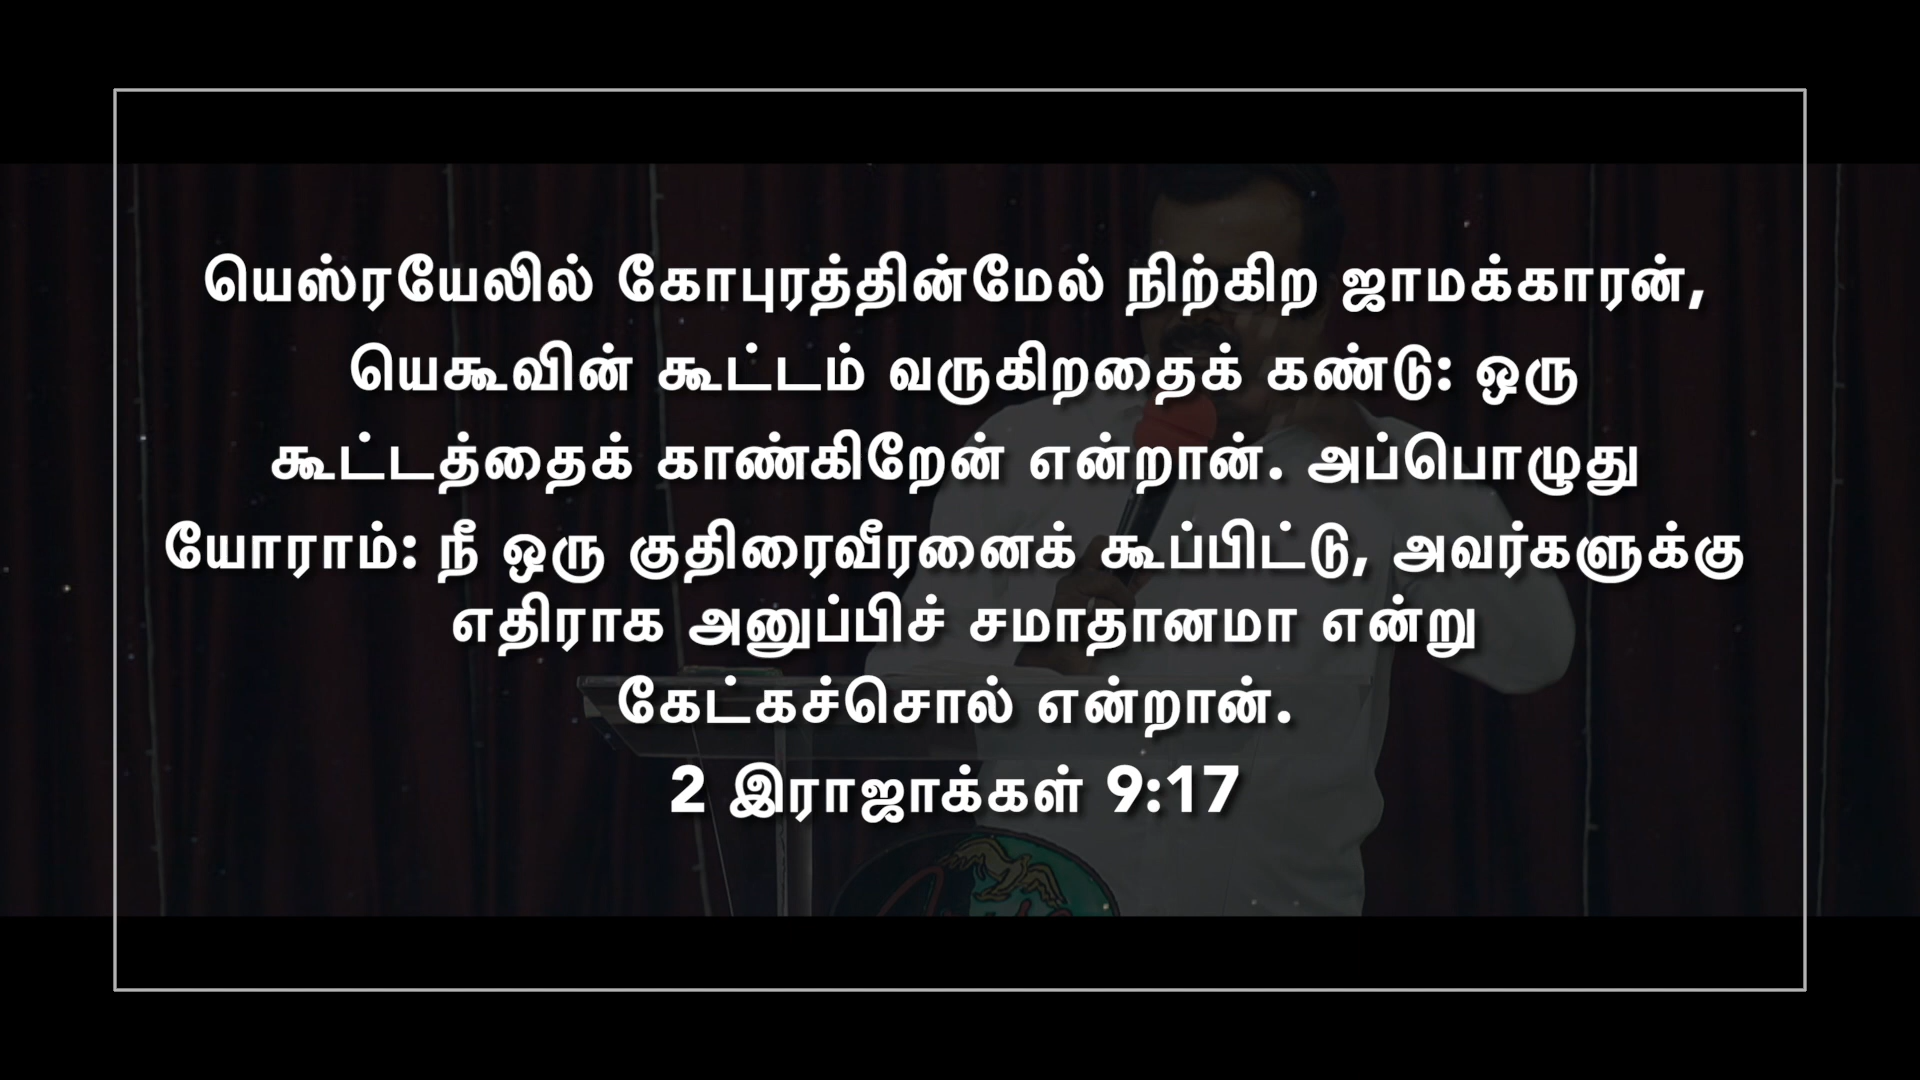 யெஸ்ரயேலில் கோபுரத்தின்மேல் நிற்கிற ஜாமக்காரன்,
யெகூவின் கூட்டம் வருகிறதைக் கண்டு: ஒரு
கூட்டத்தைக் காண்கிறேன் என்றான். அப்பொழுது
யோராம்: நீ ஒரு குதிரைவீரனைக் கூப்பிட்டு, அவர்களுக்கு
எதிராக அனுப்பிச் சமாதானமா என்று
கேட்கச்சொல் என்றான்.
2 இராஜாக்கள் 9:17